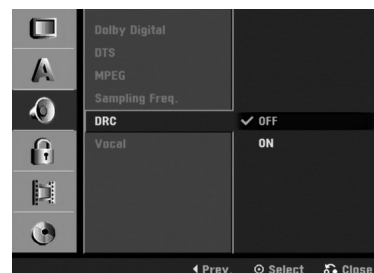 Dolby Digital
DTS
MPEG
Sampling Freq.
DRC
✓ OFF
Vocal
ON
A
Prev. Select Close